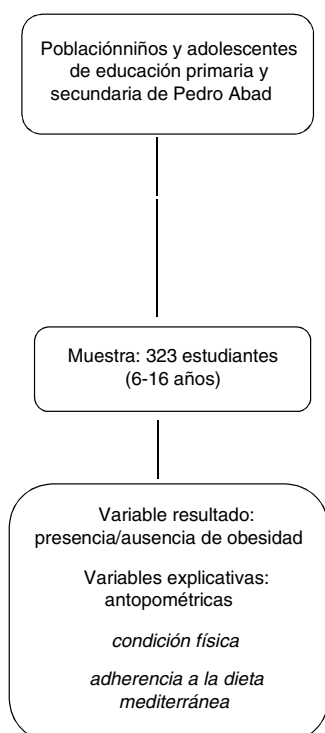 Poblaciónniños y adolescentes
de educación primaria y
secundaria de Pedro Abad
Muestra: 323 estudiantes
(6-16 años)
Variable resultado:
presencia/ausencia de obesidad
Variables explicativas:
antopométricas
condición física
adherencia a la dieta
mediterránea